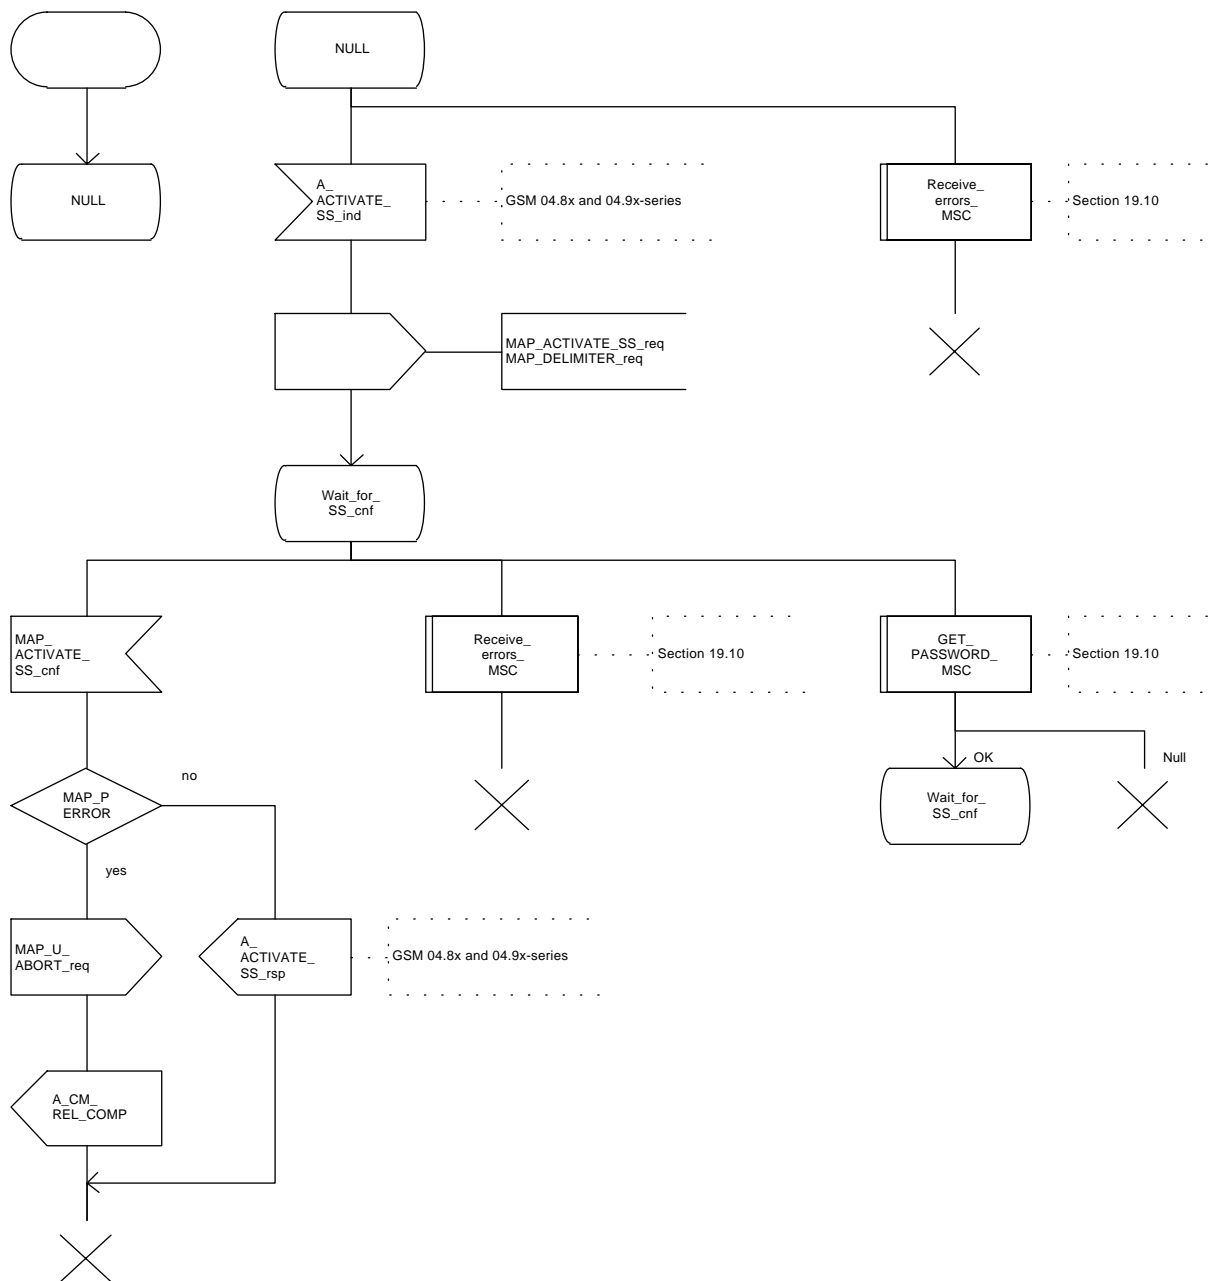 NULL
NULL
A_
ACTIVATE_
SS_ind
GSM 04.8x and 04.9x-series
Receive_
errors_
MSC
Section 19.10
MAP_ACTIVATE_SS_req
MAP_DELIMITER_req
Wait_for_
SS_cnf
MAP_
ACTIVATE_
SS_cnf
Receive_
errors_
MSC
Section 19.10
GET_
PASSWORD_
MSC
Section 19.10
no
OK
Null
MAP_P
ERROR
Wait_for_
SS_cnf
yes
MAP_U_
ABORT_req
A_
ACTIVATE_
SS_rsp
GSM 04.8x and 04.9x-series
A_CM_
REL_COMP